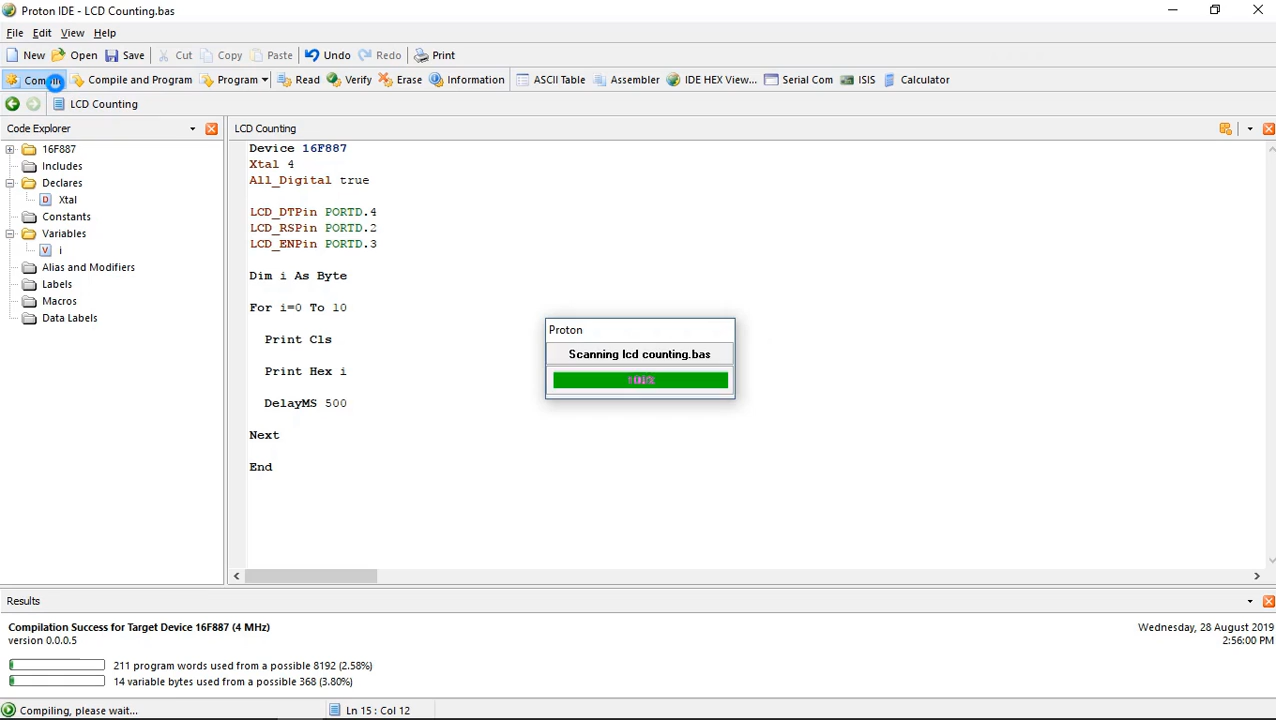 Proton IDE - LCD Counting.bas
File Edit View Help
New Open Save Cut Copy Paste Undo Redo Print
Compile and Program Program Read Verify Erase Information ASCII Table Assembler IDE HEX View... Serial Com ISIS Calculator
LCD Counting
Code Explorer
16F887
Includes
Declares
Xtal
Constants
Variables
i
Alias and Modifiers
Labels
Macros
Data Labels
LCD Counting
Device 16F887
Xtal 4
All_Digital true
LCD_DTPin PORTD.4
LCD_RSPin PORTD.2
LCD_ENPin PORTD.3
Dim i As Byte
For i=0 To 10
Print Cls
Print Hex i
DelayMS 500
Next
End
Proton
Scanning lcd counting.bas
Results
Compilation Success for Target Device 16F887 (4 MHz)
version 0.0.0.5
Wednesday, 28 August 2019
2:56:00 PM
211 program words used from a possible 8192 (2.58%)
14 variable bytes used from a possible 368 (3.80%)
Compiling, please wait...
Ln 15 : Col 12